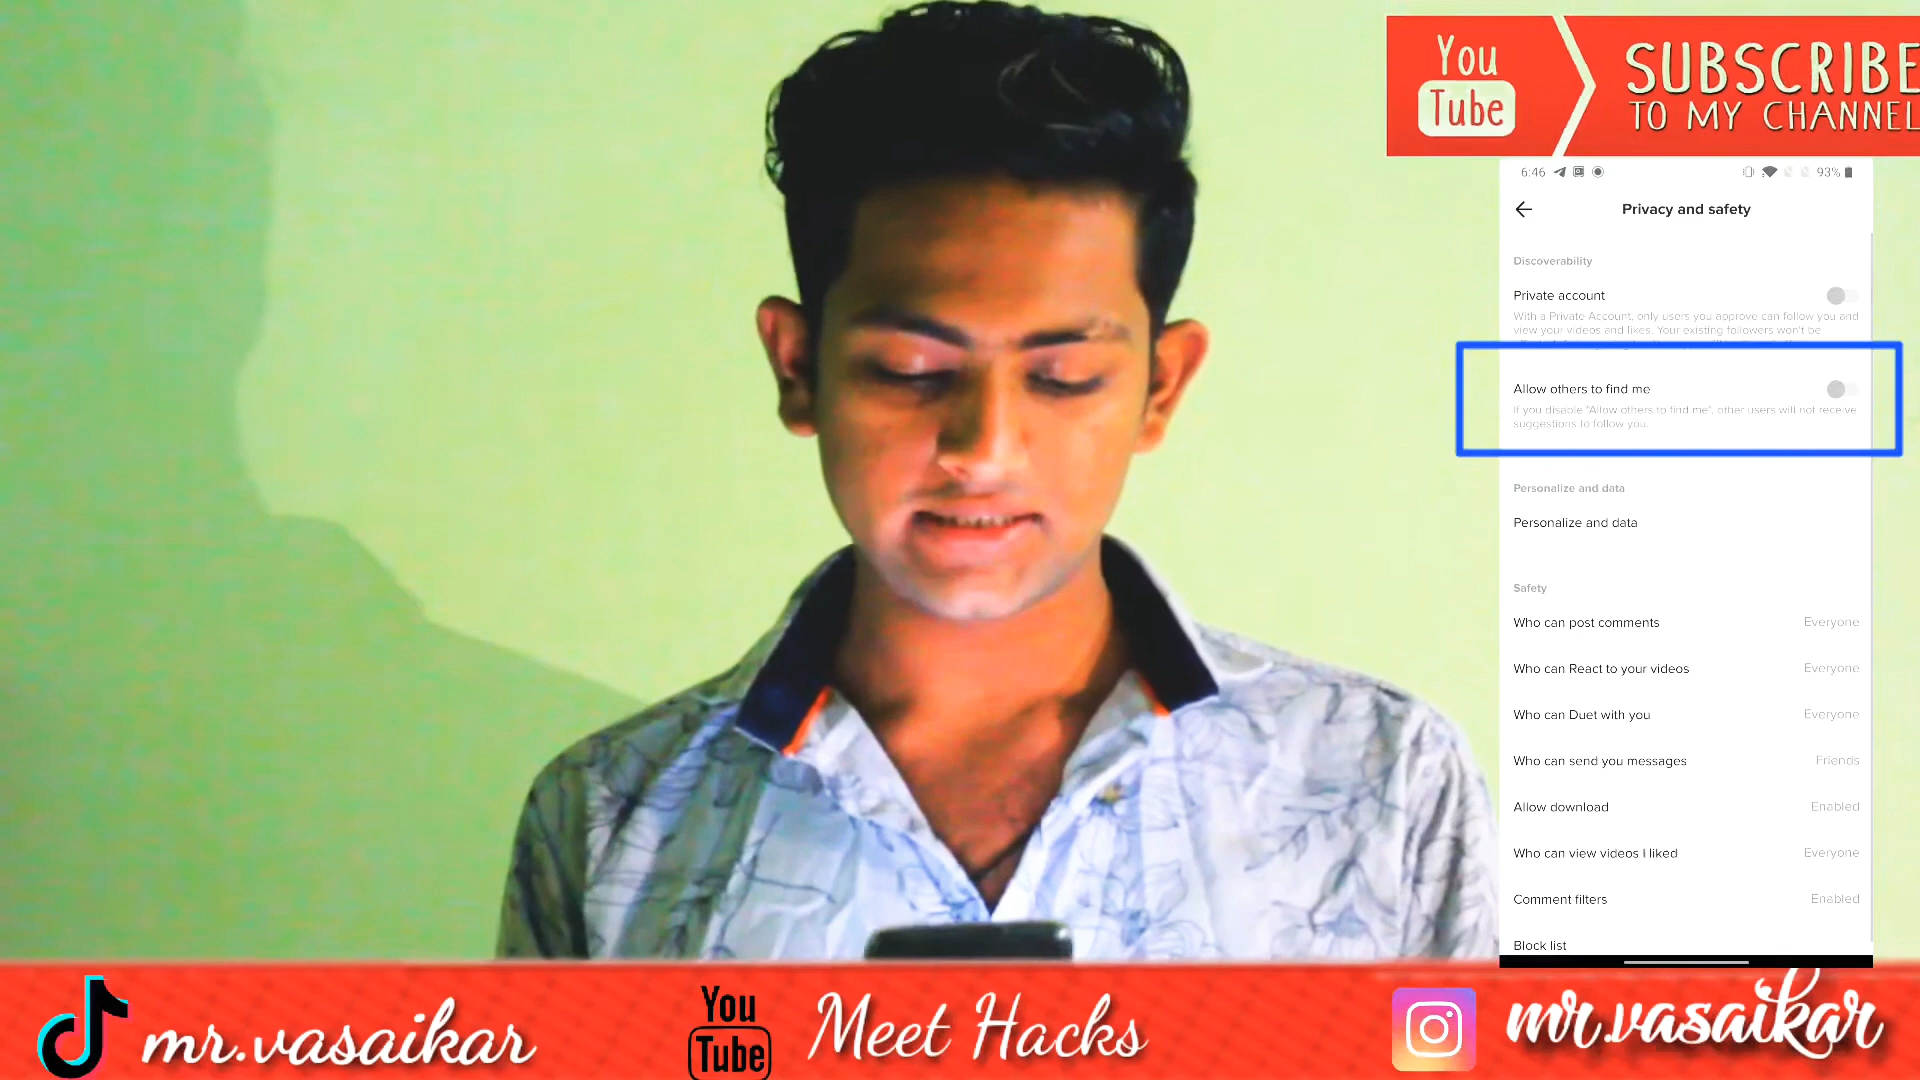 You
Tube
SUBSCRIBE
TO MY CHANNEL
6:46
93%
Privacy and safety
Discoverability
Private account
With a Private Account, only users you approve can follow you and
view your videos and likes. Your existing followers won't be
Allow others to find me
If you disable "Allow others to find me", other users will not receive
suggestions to follow you.
Personalize and data
Personalize and data
Safety
Who can post comments Everyone
Who can React to your videos Everyone
Who can Duet with you Everyone
Who can send you messages Friends
Allow download Enabled
Who can view videos I liked Everyone
Comment filters Enabled
Block list
mr.vasaikar
You
Tube
Meet Hacks
mr.vasaikar